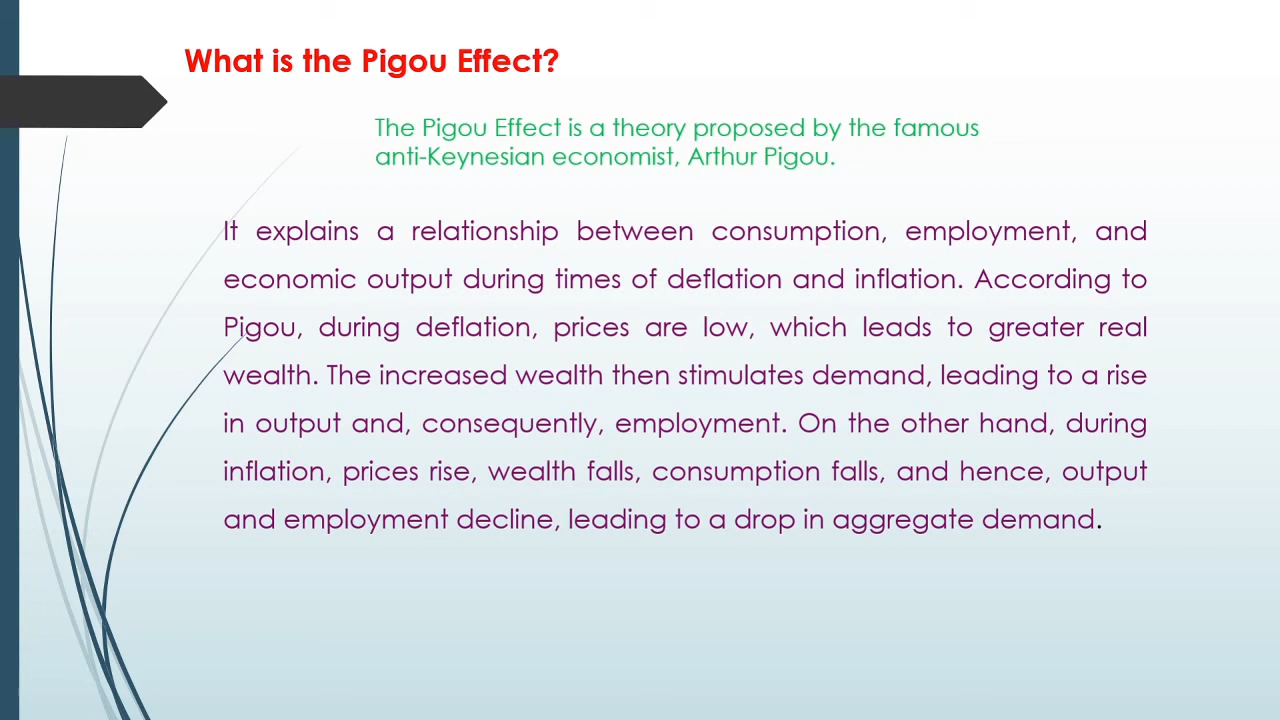 What is the Pigou Effect?
The Pigou Effect is a theory proposed by the famous
anti-Keynesian economist, Arthur Pigou.
It explains a relationship between consumption, employment, and
economic output during times of deflation and inflation. According to
Pigou, during deflation, prices are low, which leads to greater real
wealth. The increased wealth then stimulates demand, leading to a rise
in output and, consequently, employment. On the other hand, during
inflation, prices rise, wealth falls, consumption falls, and hence, output
and employment decline, leading to a drop in aggregate demand.